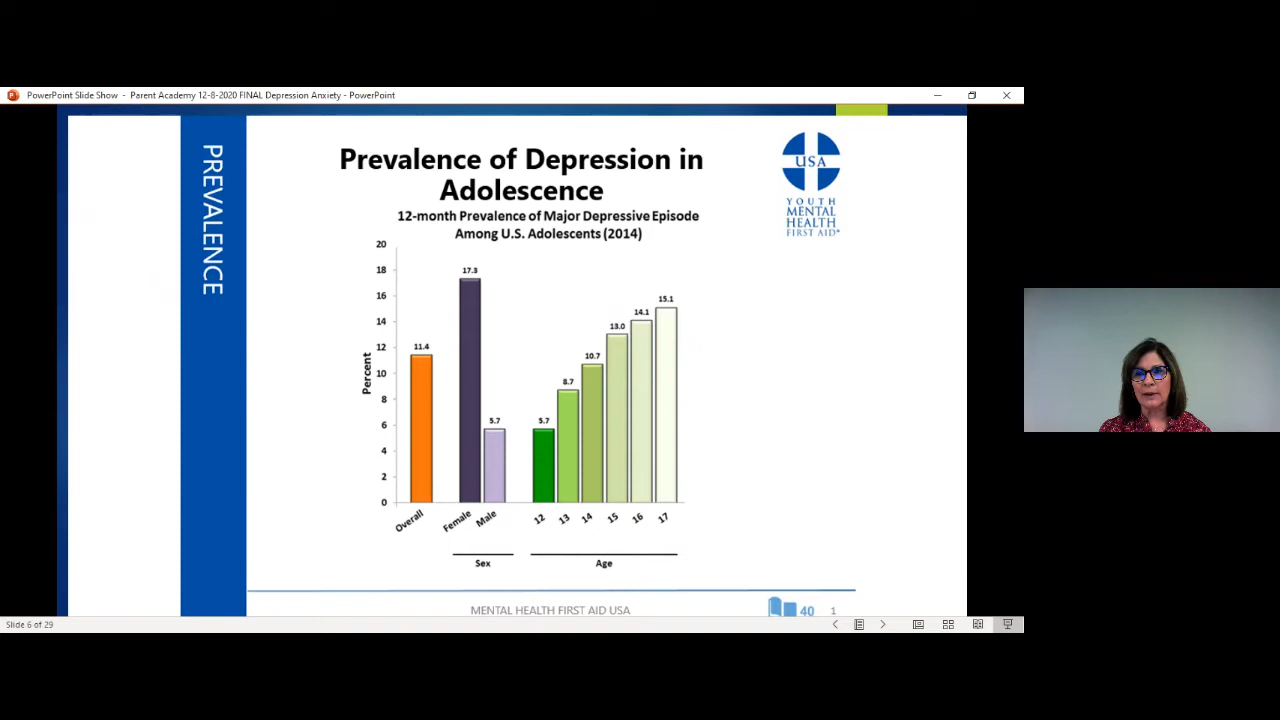 PowerPoint Slide Show - Parent Academy 12-8-2020 FINAL Depression Anxiety - PowerPoint
PREVALENCE
Prevalence of Depression in
Adolescence
12-month Prevalence of Major Depressive Episode
Among U.S. Adolescents (2014)
USA
YOUTH
MENTAL
HEALTH
FIRST AID®
Percent
20
18
16
14
12
10
8
6
4
2
0
11.4
17.3
5.7
5.7
8.7
10.7
13.0
14.1
15.1
Overall
Female
Male
12
13
14
15
16
17
Sex
Age
MENTAL HEALTH FIRST AID USA
40
1
Slide 6 of 29